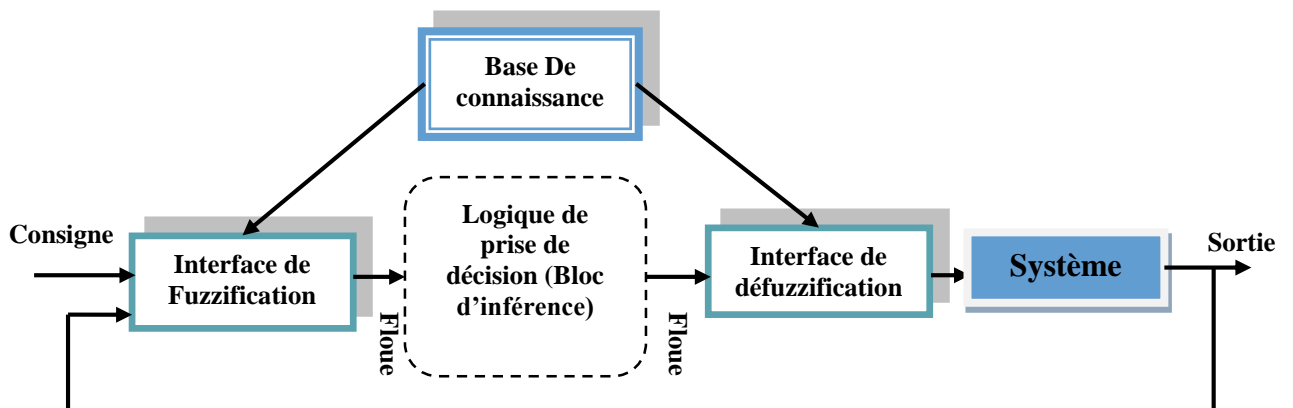 Base De
connaissance
Consigne
Interface de
Fuzzification
Floue
Logique de
prise de
décision (Bloc
d'inférence)
Floue
Interface de
défuzzification
Système
Sortie